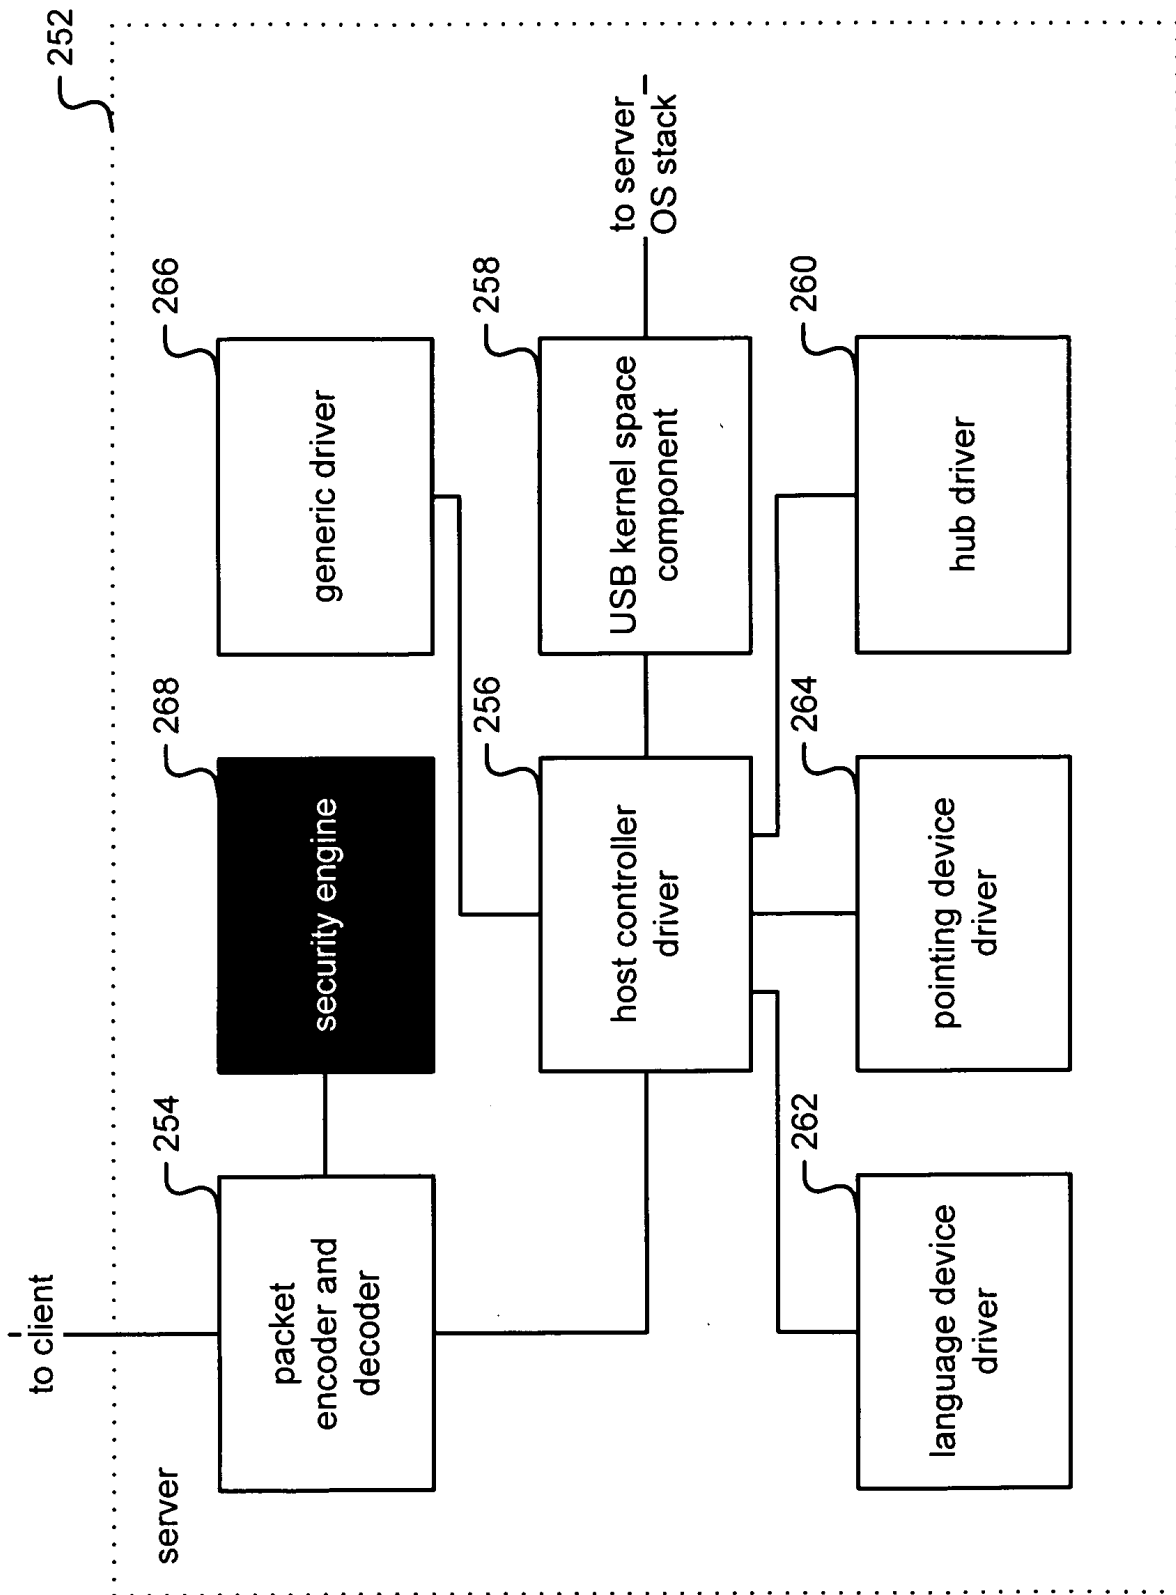 to client
252
server
254
packet
encoder and
decoder
268
security engine
266
generic driver
256
host controller
driver
258
USB kernel space
component
to server
OS stack
262
language device
driver
264
pointing device
driver
260
hub driver